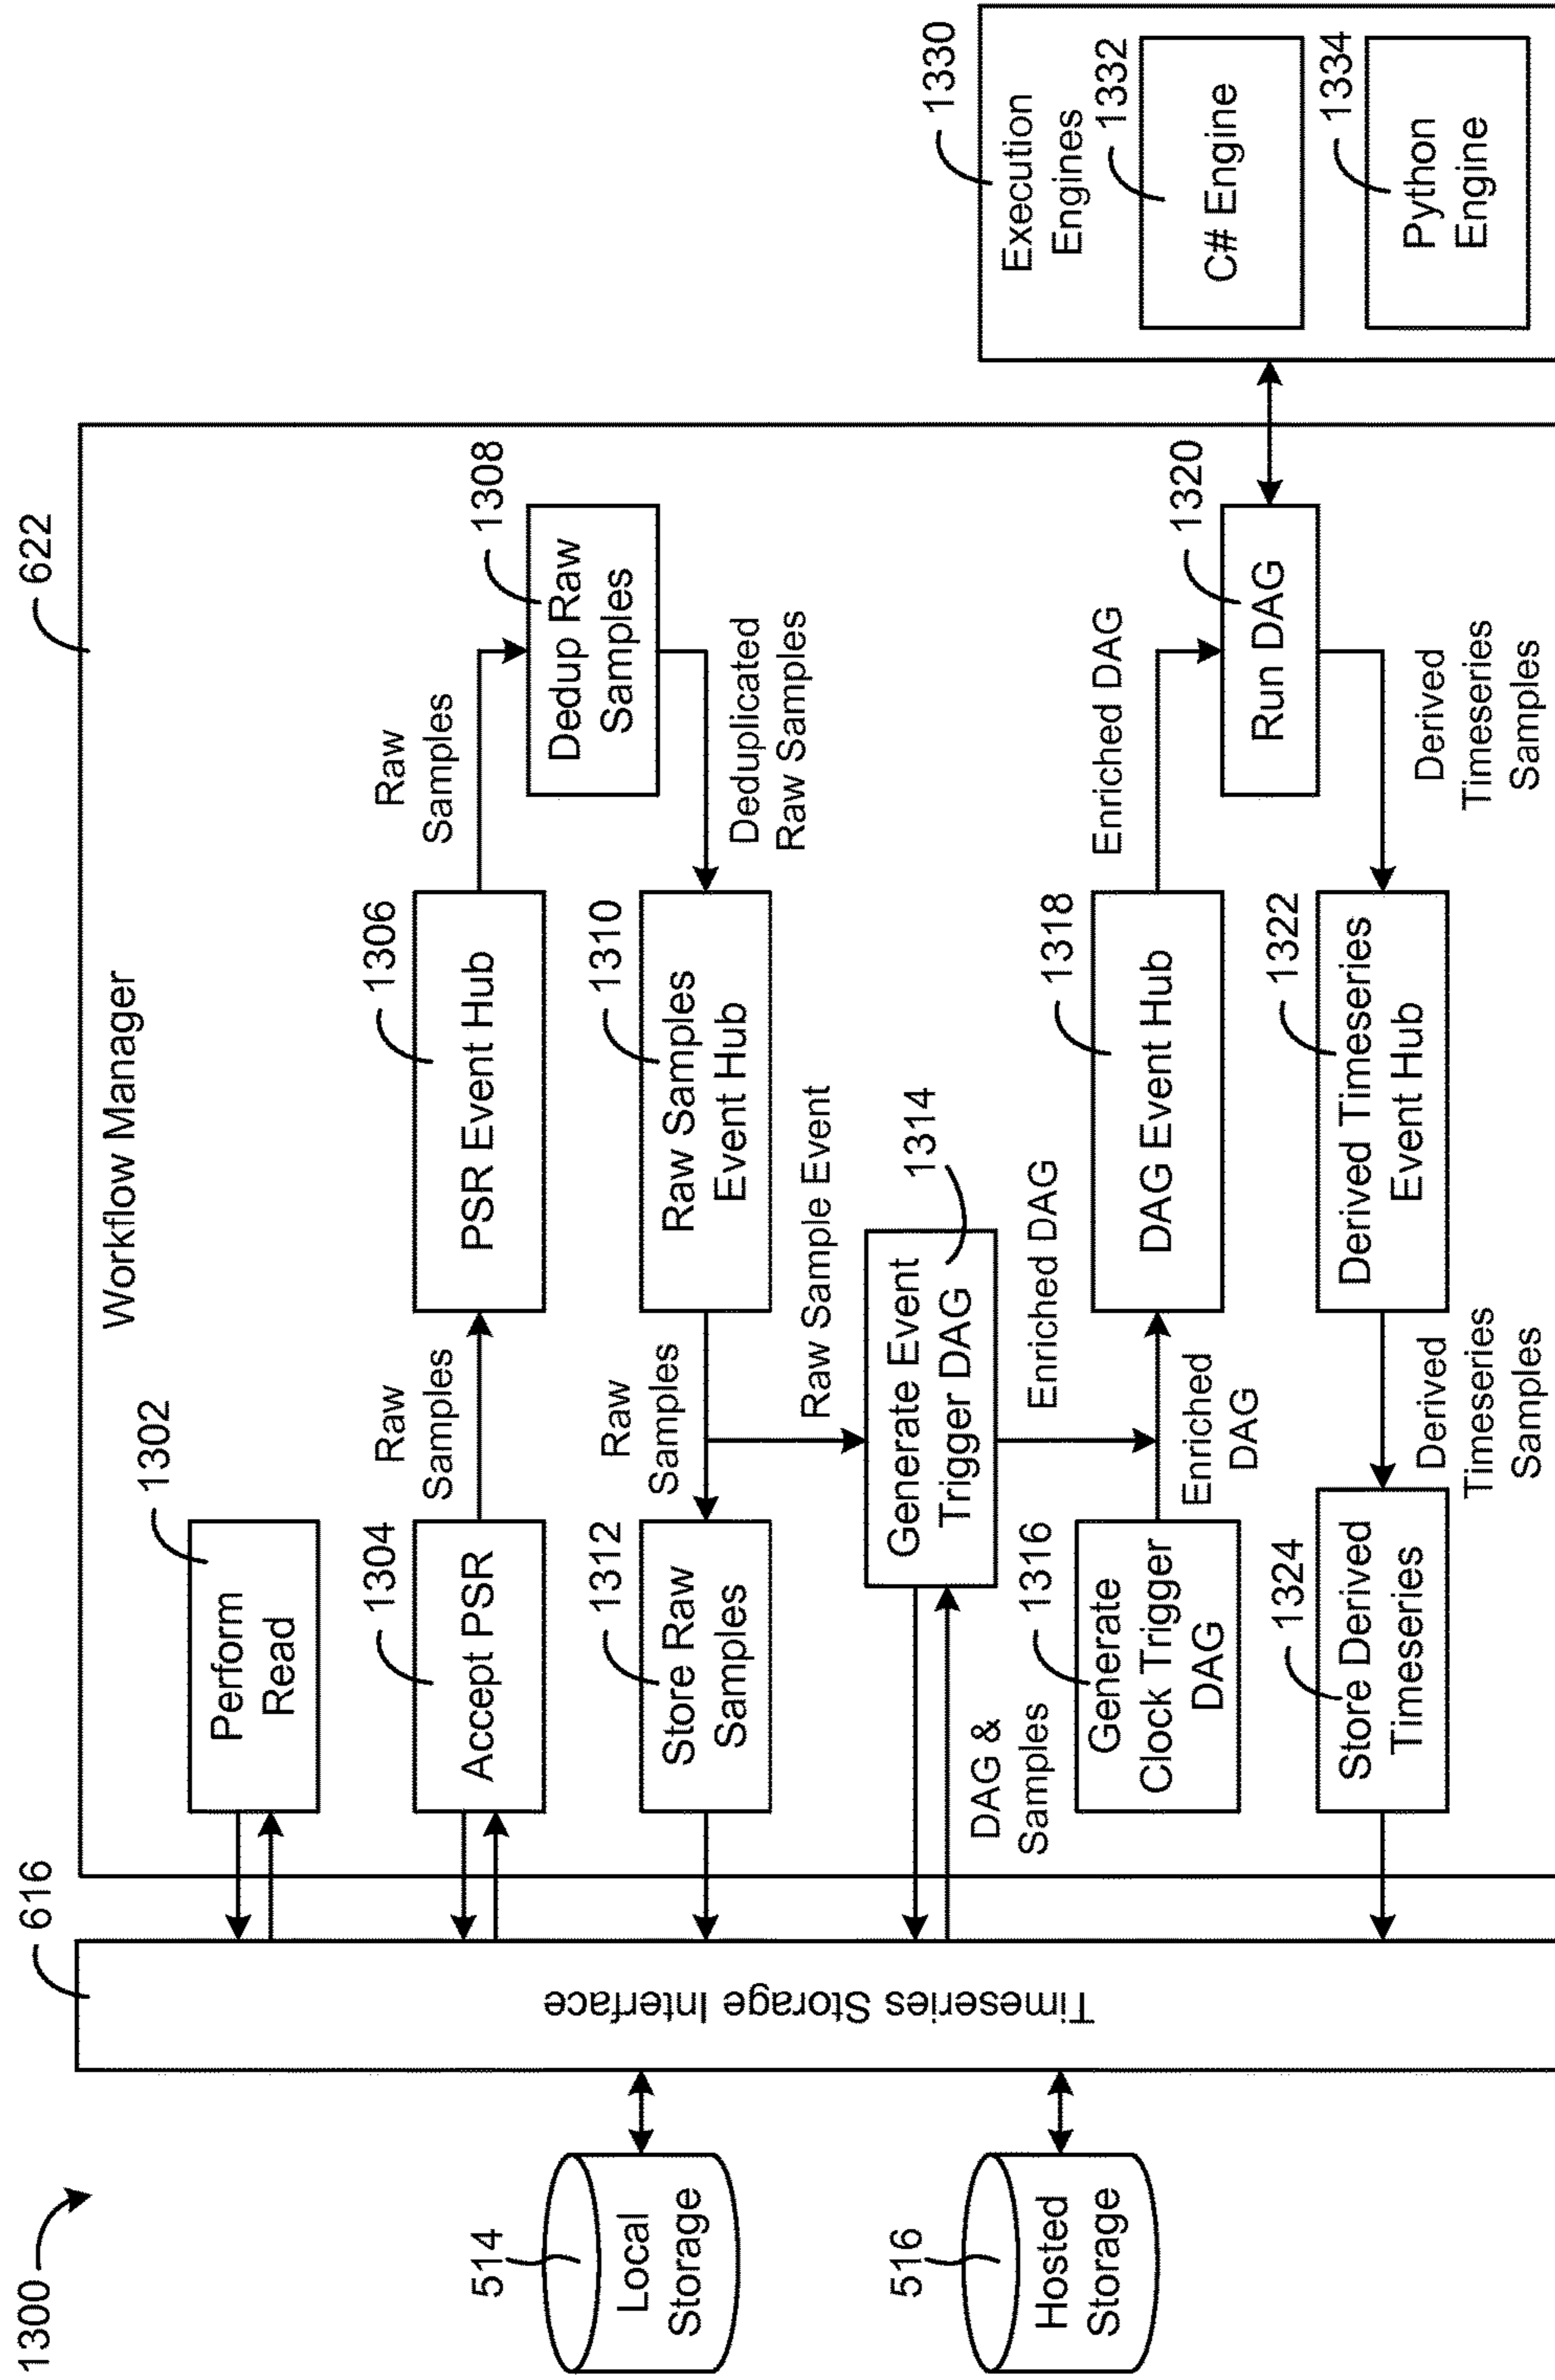 1300
514
Local
Storage
516
Hosted
Storage
616
Timeseries Storage Interface
622
Workflow Manager
1302
Perform
Read
1304
Accept PSR
Raw
Samples
1306
PSR Event Hub
Raw
Samples
1308
Dedup Raw
Samples
Deduplicated
Raw Samples
1310
Raw Samples
Event Hub
Raw
Samples
1312
Store Raw
Samples
Raw Sample Event
1314
Generate Event
Trigger DAG
DAG &
Samples
Enriched DAG
1316
Generate
Clock Trigger
DAG
Enriched
DAG
1318
DAG Event Hub
Enriched DAG
1320
Run DAG
Derived
Timeseries
Samples
1322
Derived Timeseries
Event Hub
Derived
Timeseries
Samples
1324
Store Derived
Timeseries
1330
Execution
Engines
1332
C# Engine
1334
Python
Engine